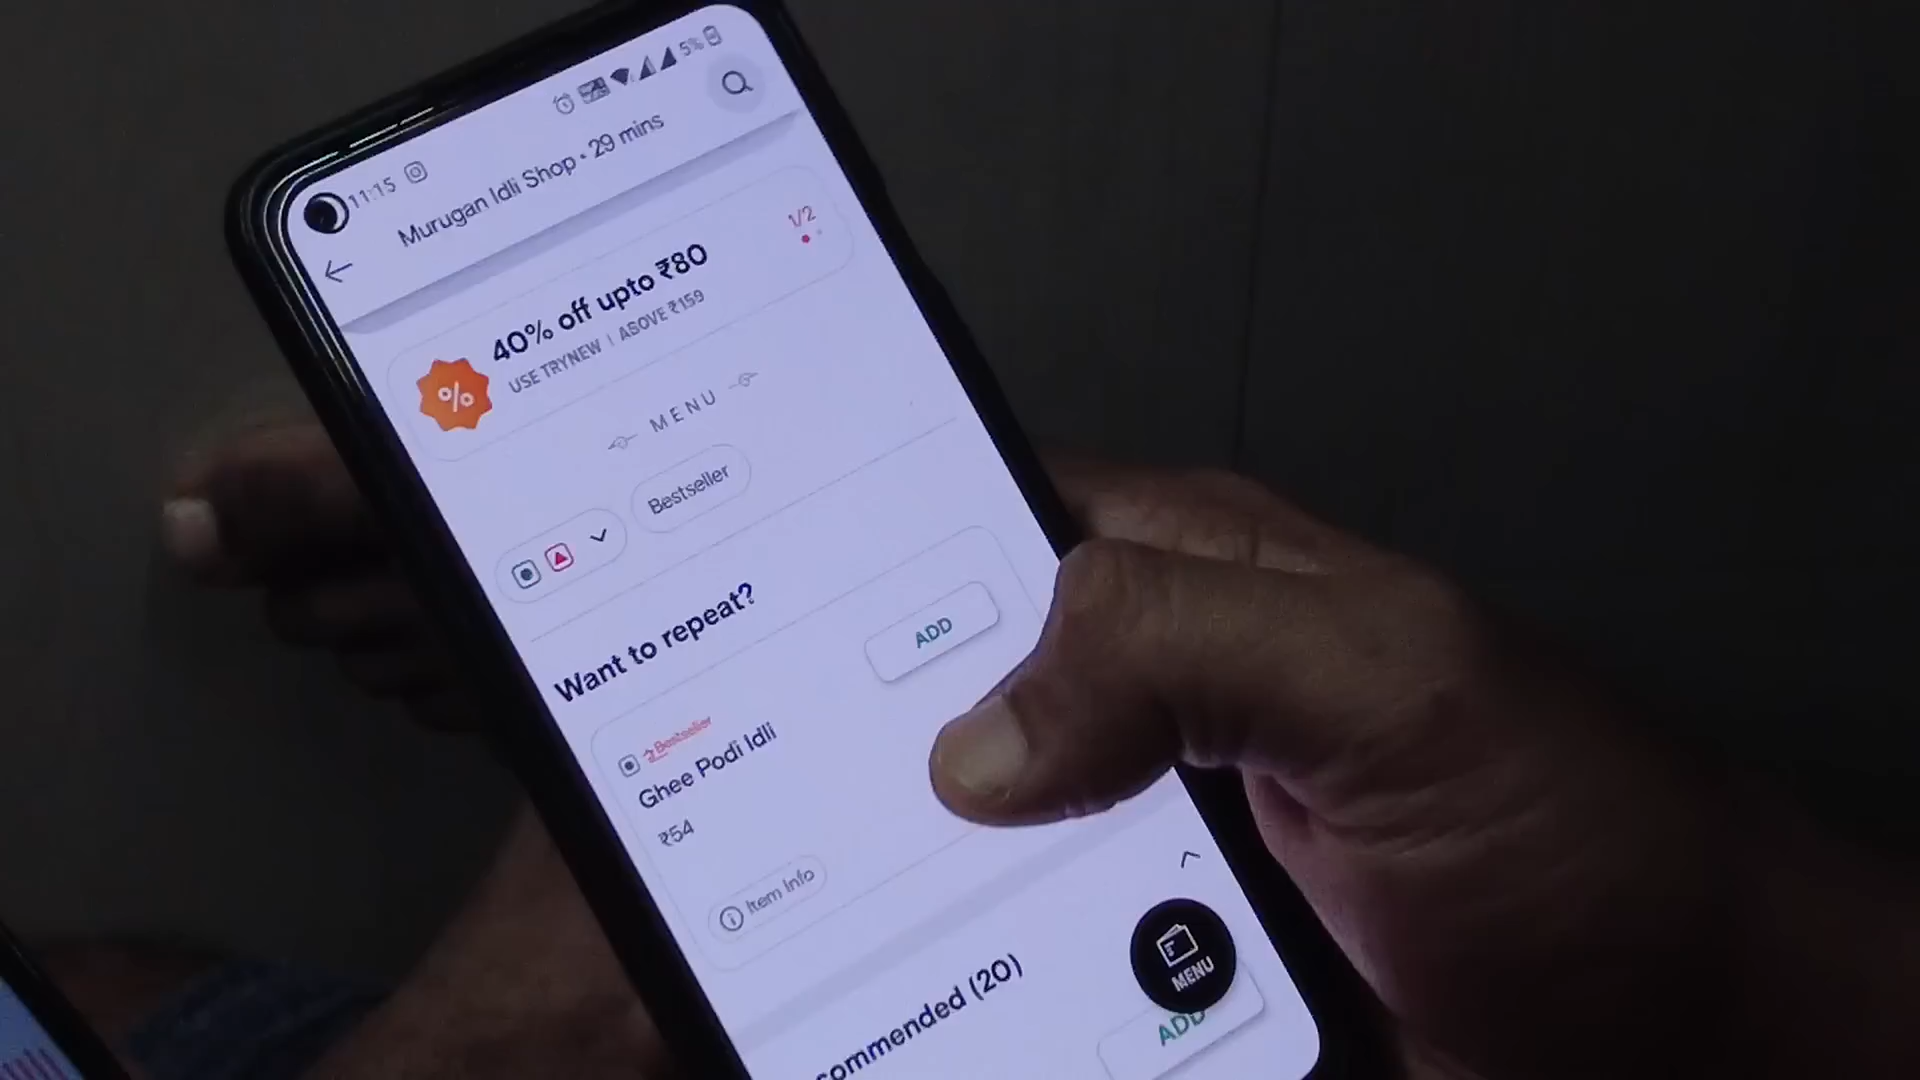 11:15
5%
Murugan Idli Shop • 29 mins
40% off upto ₹80
USE TRYNEW | ABOVE ₹159
1/2
MENU
Bestseller
Want to repeat?
ADD
Bestseller
Ghee Podi Idli
₹54
Item Info
commended (20)
MENU
ADD